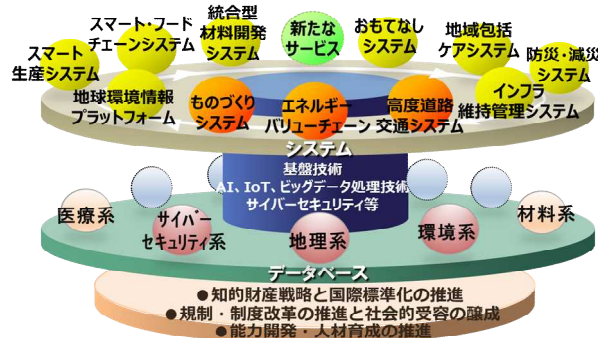 スマート
生産システム
スマート・フード
チェーンシステム
統合型
材料開発
システム
新たな
サービス
おもてなし
システム
地域包括
ケアシステム
防災・減災
システム
地球環境情報
プラットフォーム
ものづくり
システム
エネルギー
バリューチェーン
高度道路
交通システム
インフラ
維持管理システム
システム
基盤技術
AI、IoT、ビッグデータ処理技術
サイバーセキュリティ等
医療系
サイバー
セキュリティ系
地理系
環境系
材料系
データベース
●知的財産戦略と国際標準化の推進
●規制・制度改革の推進と社会的受容の醸成
●能力開発・人材育成の推進